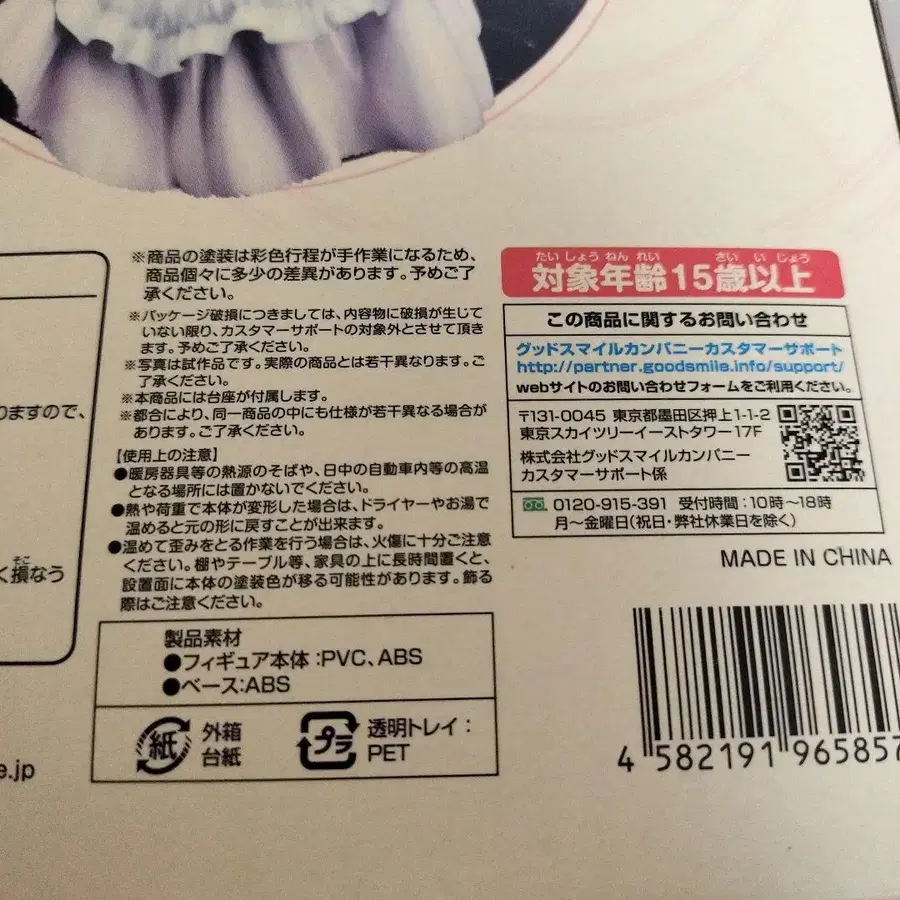 ※商品の塗装は彩色行程が手作業になるため、
商品個々に多少の差異があります。予めご了
承ください。
※パッケージ破損につきましては、内容物に破損が生じ
ていない限り、カスタマーサポートの対象外とさせて頂き
ます。予めご了承ください。
※写真は試作品です。実際の商品とは若干異なります。ご
了承ください。
※本商品には台座が付属します。
※都合により、同一商品の中にも仕様が若干異なる場合が
あります。ご了承ください。
【使用上の注意】
●暖房器具等の熱源のそばや、日中の自動車内等の高温
となる場所には置かないでください。
●熱や荷重で本体が変形した場合は、ドライヤーやお湯で
温めると元の形に戻すことが出来ます。
●温めて歪みをとる作業を行う場合は、火傷に十分ご注意
ください。棚やテーブル等、家具の上に長時間置くと、
設置面に本体の塗装色が移る可能性があります。飾る
際はご注意ください。
製品素材
●フィギュア本体:PVC、ABS
●ベース:ABS
紙
外箱
台紙
プラ
透明トレイ:
PET
りますので、
そこ
く損なう
e.jp
たいしょうねんれい さいいじょう
対象年齢15歳以上
この商品に関するお問い合わせ
グッドスマイルカンパニーカスタマーサポート
http://partner.goodsmile.info/support/
webサイトのお問い合わせフォームをご利用ください。
〒131-0045 東京都墨田区押上1-1-2
東京スカイツリーイーストタワー17F
株式会社グッドスマイルカンパニー
カスタマーサポート係
0120-915-391 受付時間:10時〜18時
月〜金曜日(祝日・弊社休業日を除く)
MADE IN CHINA
4 582191 965857